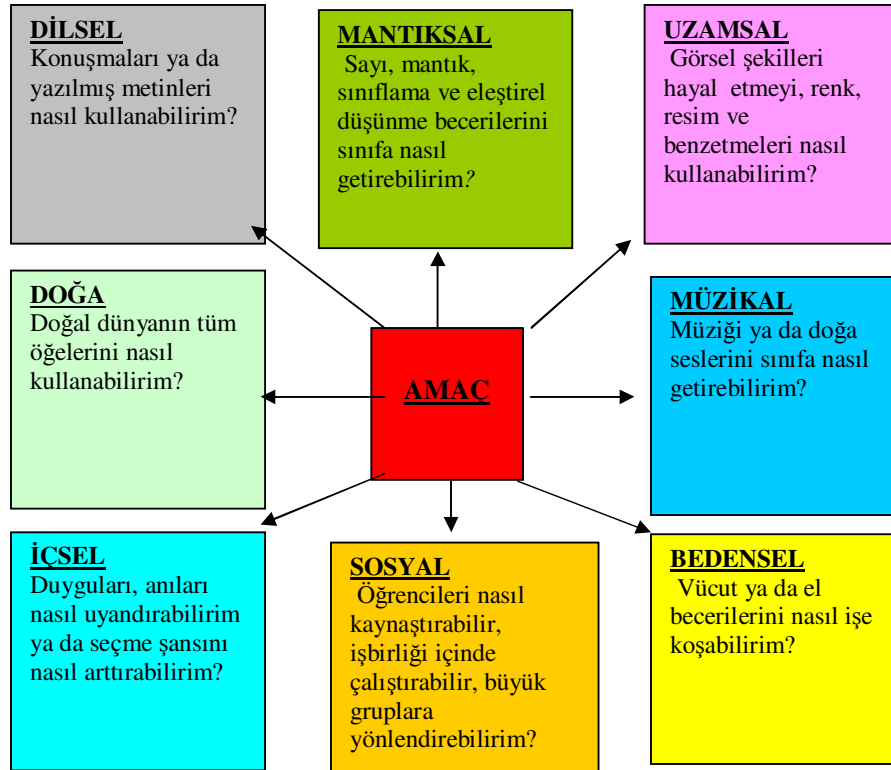 DİLSEL
Konuşmaları ya da
yazılmış metinleri
nasıl kullanabilirim?
MANTIKSAL
Sayı, mantık,
sınıflama ve eleştirel
düşünme becerilerini
sınıfa nasıl
getirebilirim?
UZAMSAL
Görsel şekilleri
hayal etmeyi, renk,
resim ve
benzetmeleri nasıl
kullanabilirim?
DOĞA
Doğal dünyanın tüm
öğelerini nasıl
kullanabilirim?
AMAÇ
MÜZİKAL
Müziği ya da doğa
seslerini sınıfa nasıl
getirebilirim?
İÇSEL
Duyguları, anıları
nasıl uyandırabilirim
ya da seçme şansını
nasıl arttırabilirim?
SOSYAL
Öğrencileri nasıl
kaynaştırabilir,
işbirliği içinde
çalıştırabilir, büyük
gruplara
yönlendirebilirim?
BEDENSEL
Vücut ya da el
becerilerini nasıl işe
koşabilirim?